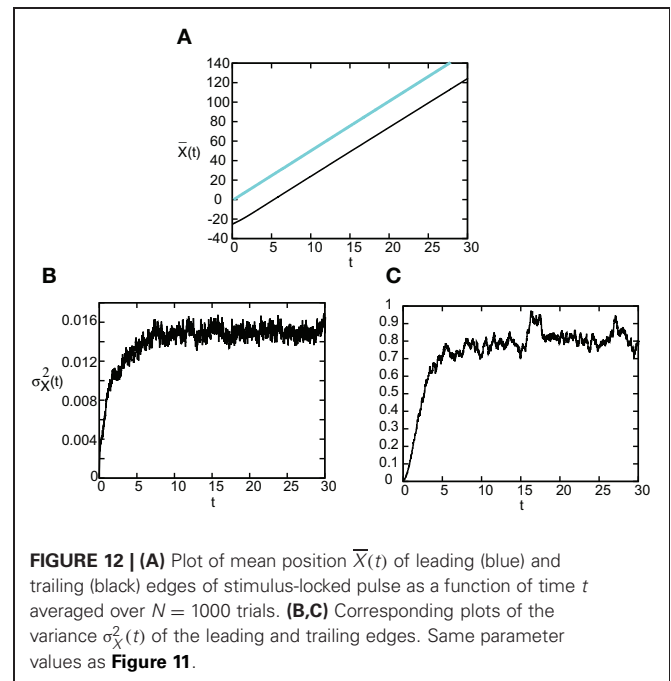 A
140
120
100
80
60
40
20
0
-20
-40
X̄(t)
0 5 10 15 20 25 30
t
B
0.016
0.012
0.008
0.004
0
σ²_X(t)
0 5 10 15 20 25 30
t
C
1
0.9
0.8
0.7
0.6
0.5
0.4
0.3
0.2
0.1
0
0 5 10 15 20 25 30
t
FIGURE 12 | (A) Plot of mean position X̄(t) of leading (blue) and
trailing (black) edges of stimulus-locked pulse as a function of time t
averaged over N = 1000 trials. (B,C) Corresponding plots of the
variance σ²_X(t) of the leading and trailing edges. Same parameter
values as Figure 11.